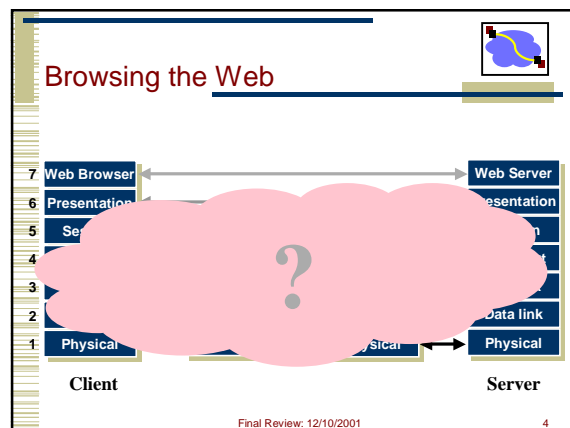 Browsing the Web
7 Web Browser Web Server
6 Presentation esentation
5
4
3
2 Data link
1 Physical Physical
?
Client Server
Final Review: 12/10/2001 4